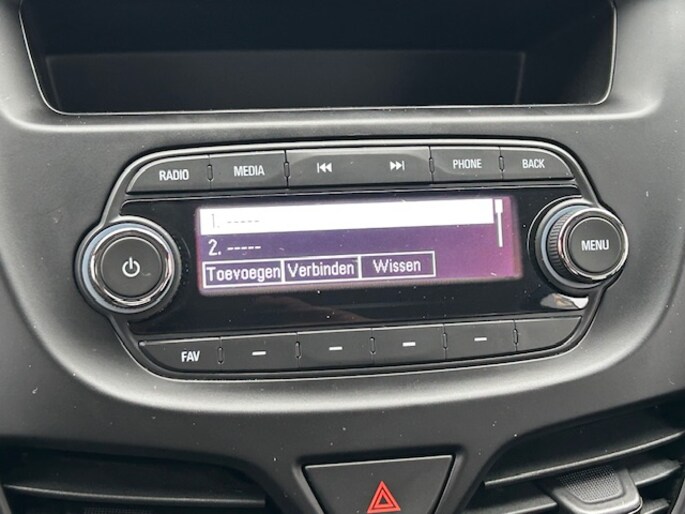 RADIO MEDIA PHONE BACK
1. -----
2. -----
MENU
Toevoegen Verbinden Wissen
FAV